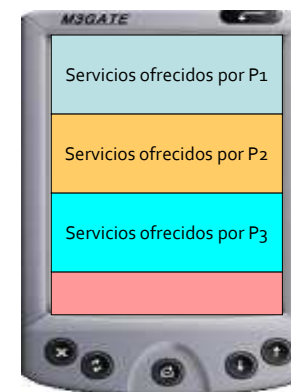 M3GATE
Servicios ofrecidos por P1
Servicios ofrecidos por P2
Servicios ofrecidos por P3